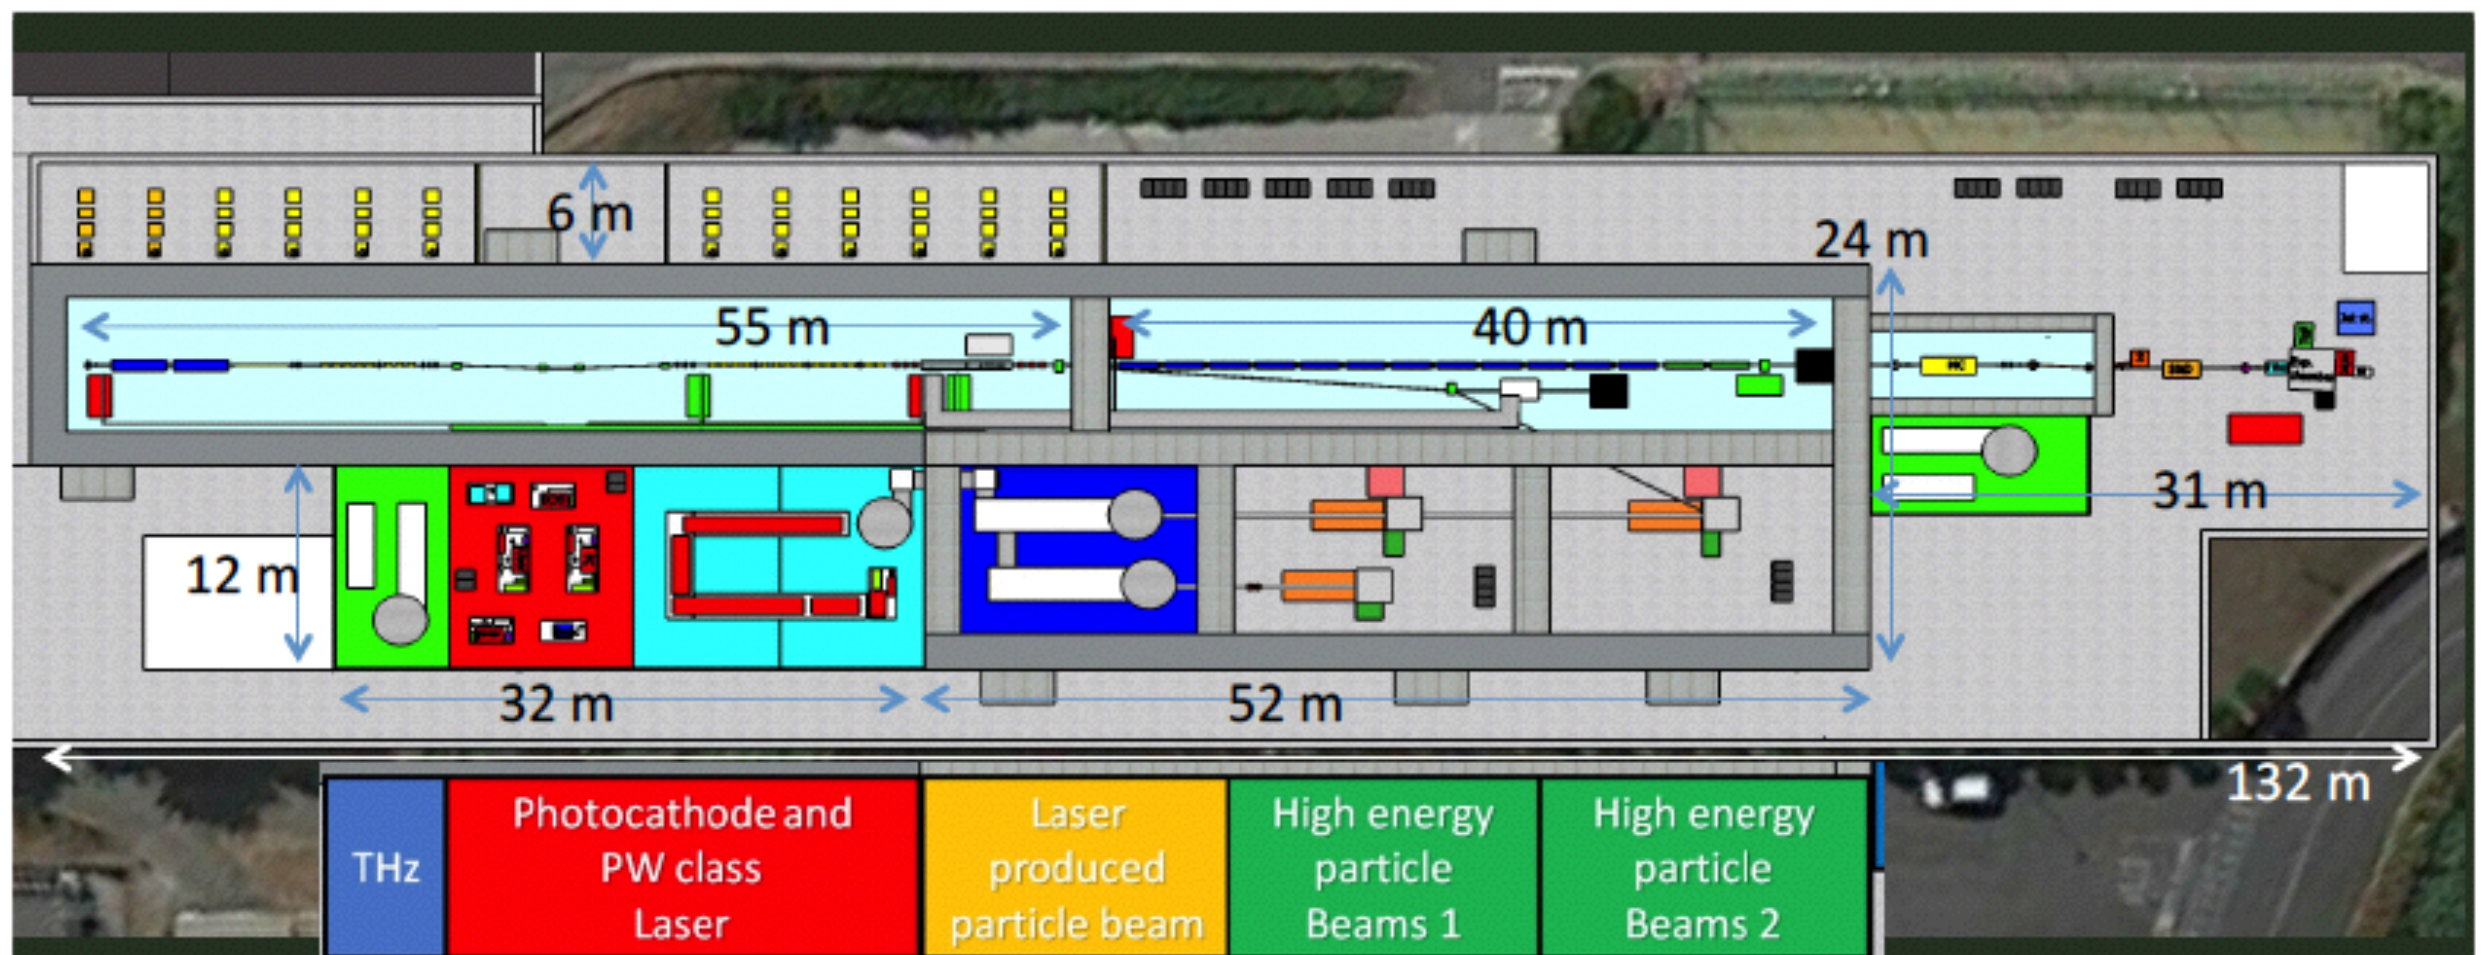 6 m
24 m
55 m
40 m
31 m
12 m
32 m
52 m
132 m
THz
Photocathode and
PW class
Laser
Laser
produced
particle beam
High energy
particle
Beams 1
High energy
particle
Beams 2